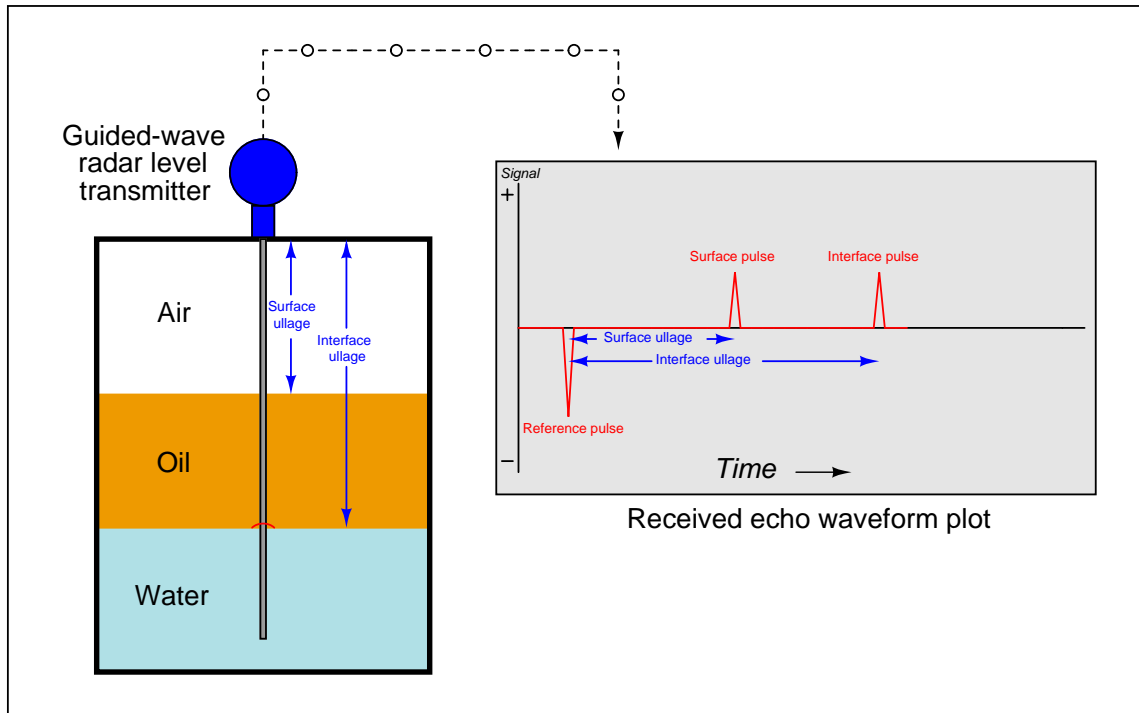 Guided-wave
radar level
transmitter
Air
Surface
ullage
Interface
ullage
Oil
Water
Signal
+
Surface pulse
Interface pulse
Surface ullage
Interface ullage
Reference pulse
−
Time
Received echo waveform plot